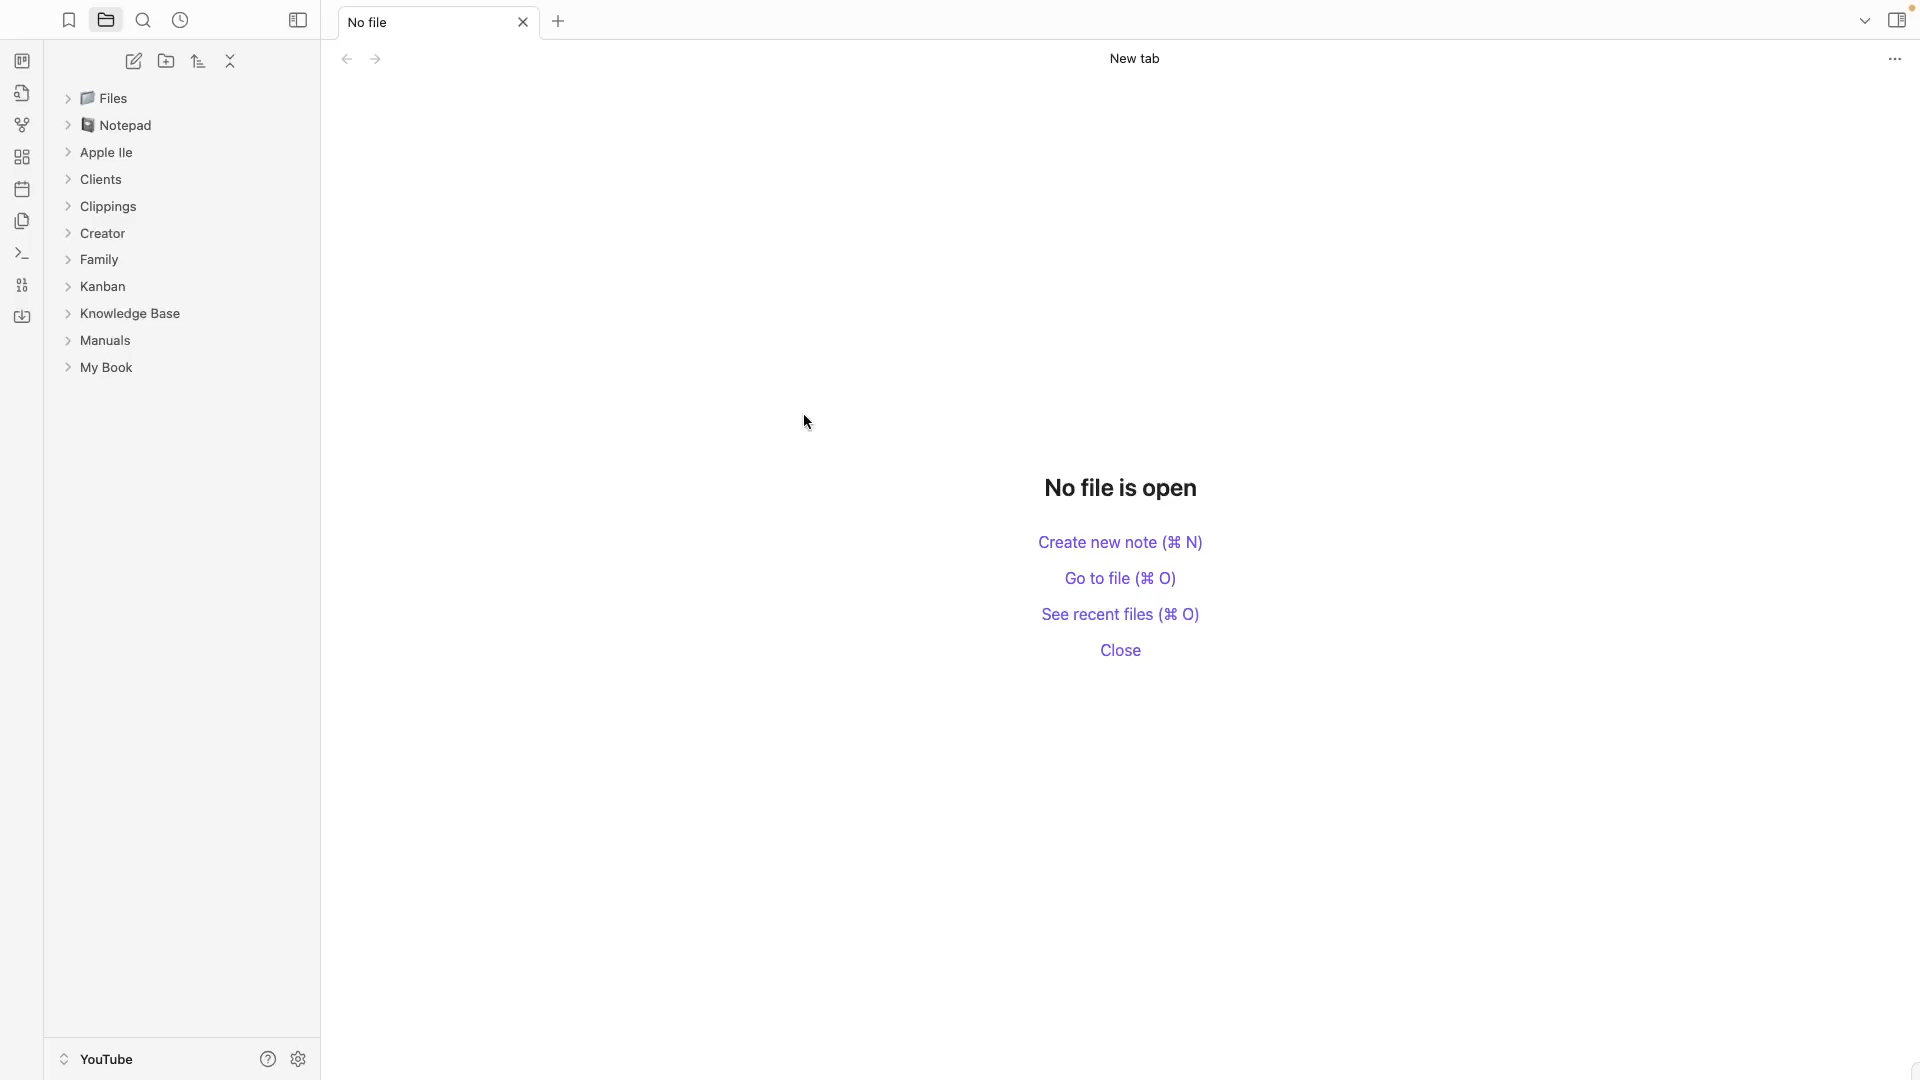 No file
New tab
Files
Notepad
Apple IIe
Clients
Clippings
Creator
Family
Kanban
Knowledge Base
Manuals
My Book
No file is open
Create new note (⌘ N)
Go to file (⌘ O)
See recent files (⌘ O)
Close
YouTube